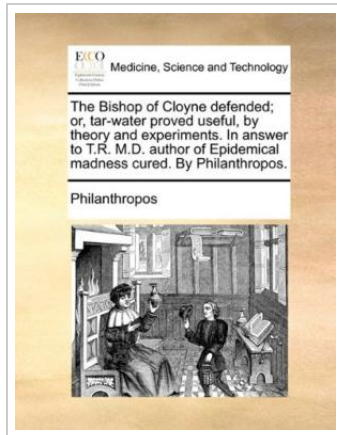 ECCO
Medicine, Science and Technology
The Bishop of Cloyne defended;
or, tar-water proved useful, by
theory and experiments. In answer
to T.R. M.D. author of Epidemical
madness cured. By Philanthropos.
Philanthropos